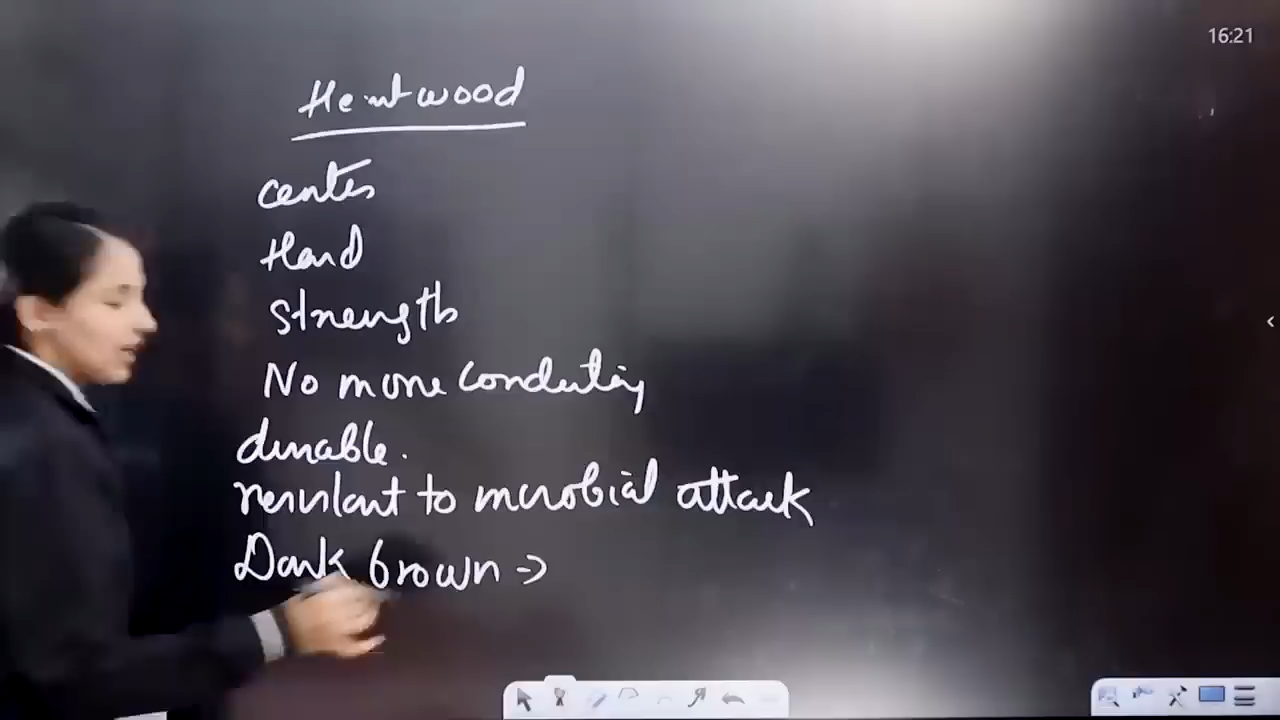 16:21
Heartwood
center
Hard
strength
No more conducting
durable.
resistant to microbial attack
Dark brown →